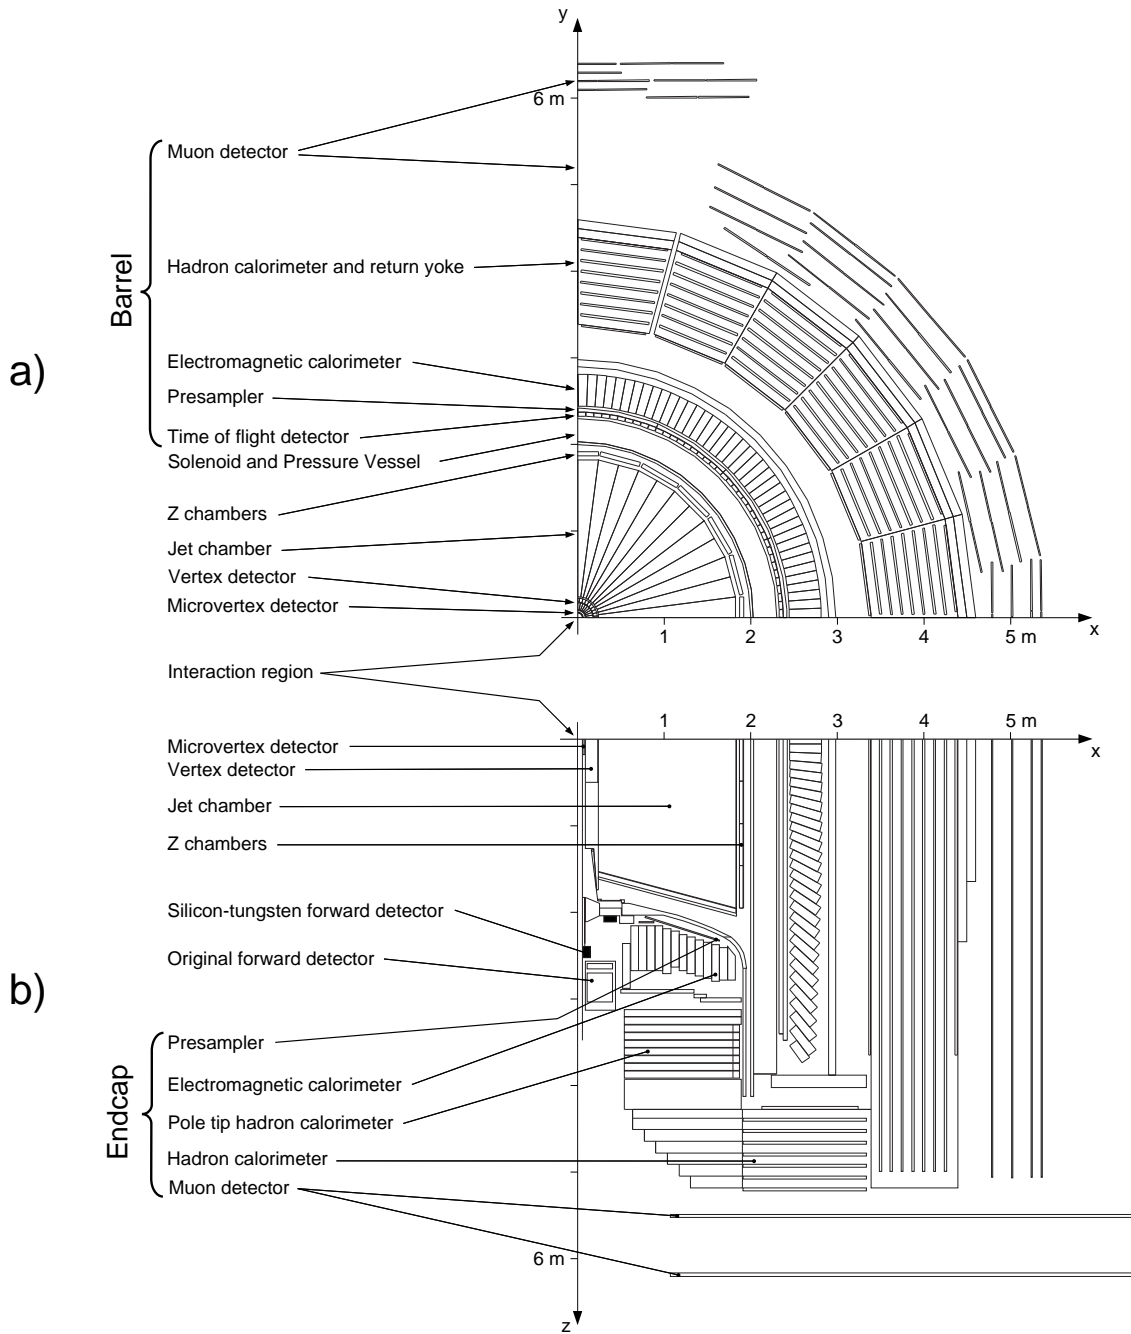 y
6 m
Muon detector
Hadron calorimeter and return yoke
Barrel
a)
Electromagnetic calorimeter
Presampler
Time of flight detector
Solenoid and Pressure Vessel
Z chambers
Jet chamber
Vertex detector
Microvertex detector
1 2 3 4 5 m x
Interaction region
1 2 3 4 5 m
x
Microvertex detector
Vertex detector
Jet chamber
Z chambers
Silicon-tungsten forward detector
Original forward detector
b)
Presampler
Electromagnetic calorimeter
Endcap
Pole tip hadron calorimeter
Hadron calorimeter
Muon detector
6 m
z